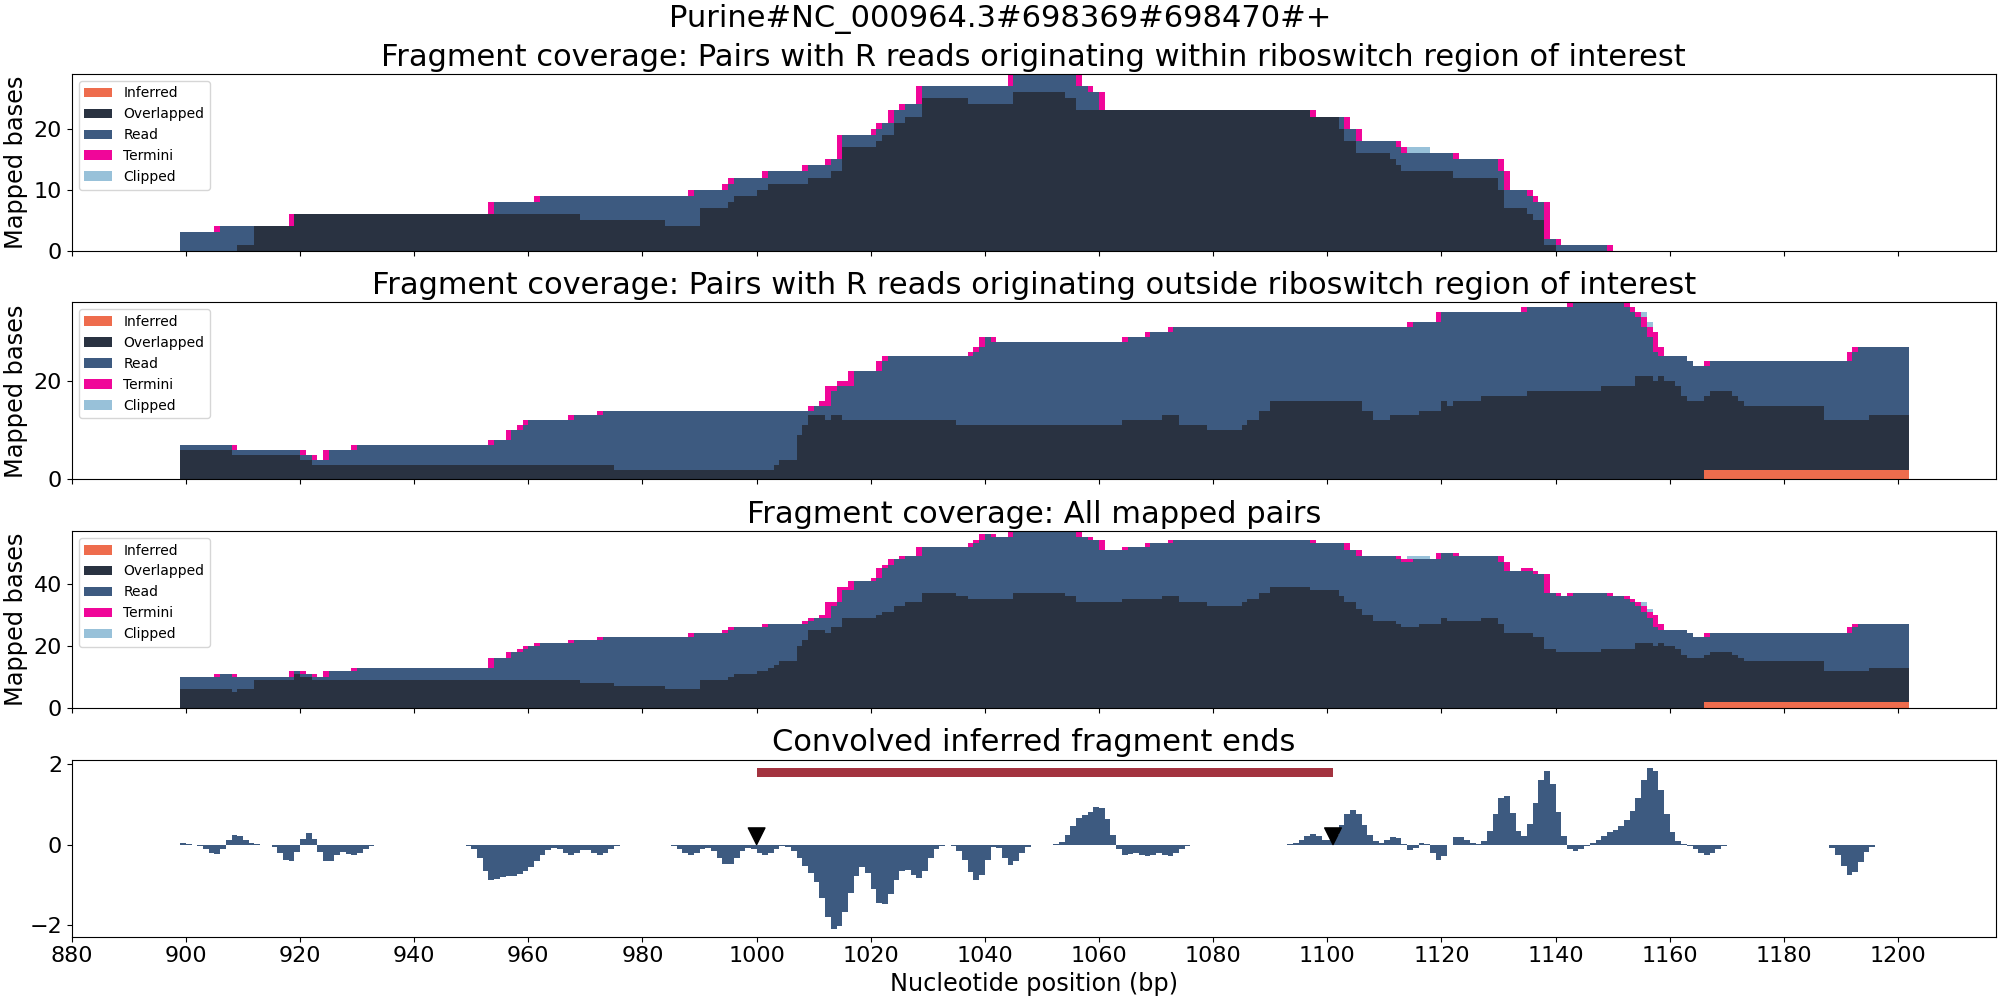 Purine#NC_000964.3#698369#698470#+
Fragment coverage: Pairs with R reads originating within riboswitch region of interest
Mapped bases
20
10
0
Inferred
Overlapped
Read
Termini
Clipped
Fragment coverage: Pairs with R reads originating outside riboswitch region of interest
Mapped bases
20
0
Inferred
Overlapped
Read
Termini
Clipped
Fragment coverage: All mapped pairs
Mapped bases
40
20
0
Inferred
Overlapped
Read
Termini
Clipped
Convolved inferred fragment ends
2
0
−2
880 900 920 940 960 980 1000 1020 1040 1060 1080 1100 1120 1140 1160 1180 1200
Nucleotide position (bp)